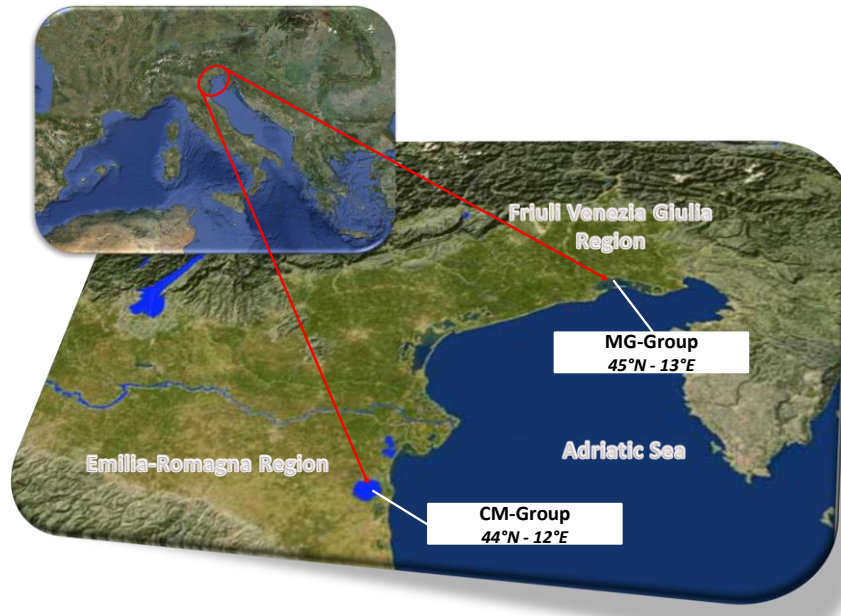 Friuli Venezia Giulia
Region
MG-Group
45°N - 13°E
Adriatic Sea
Emilia-Romagna Region
CM-Group
44°N - 12°E